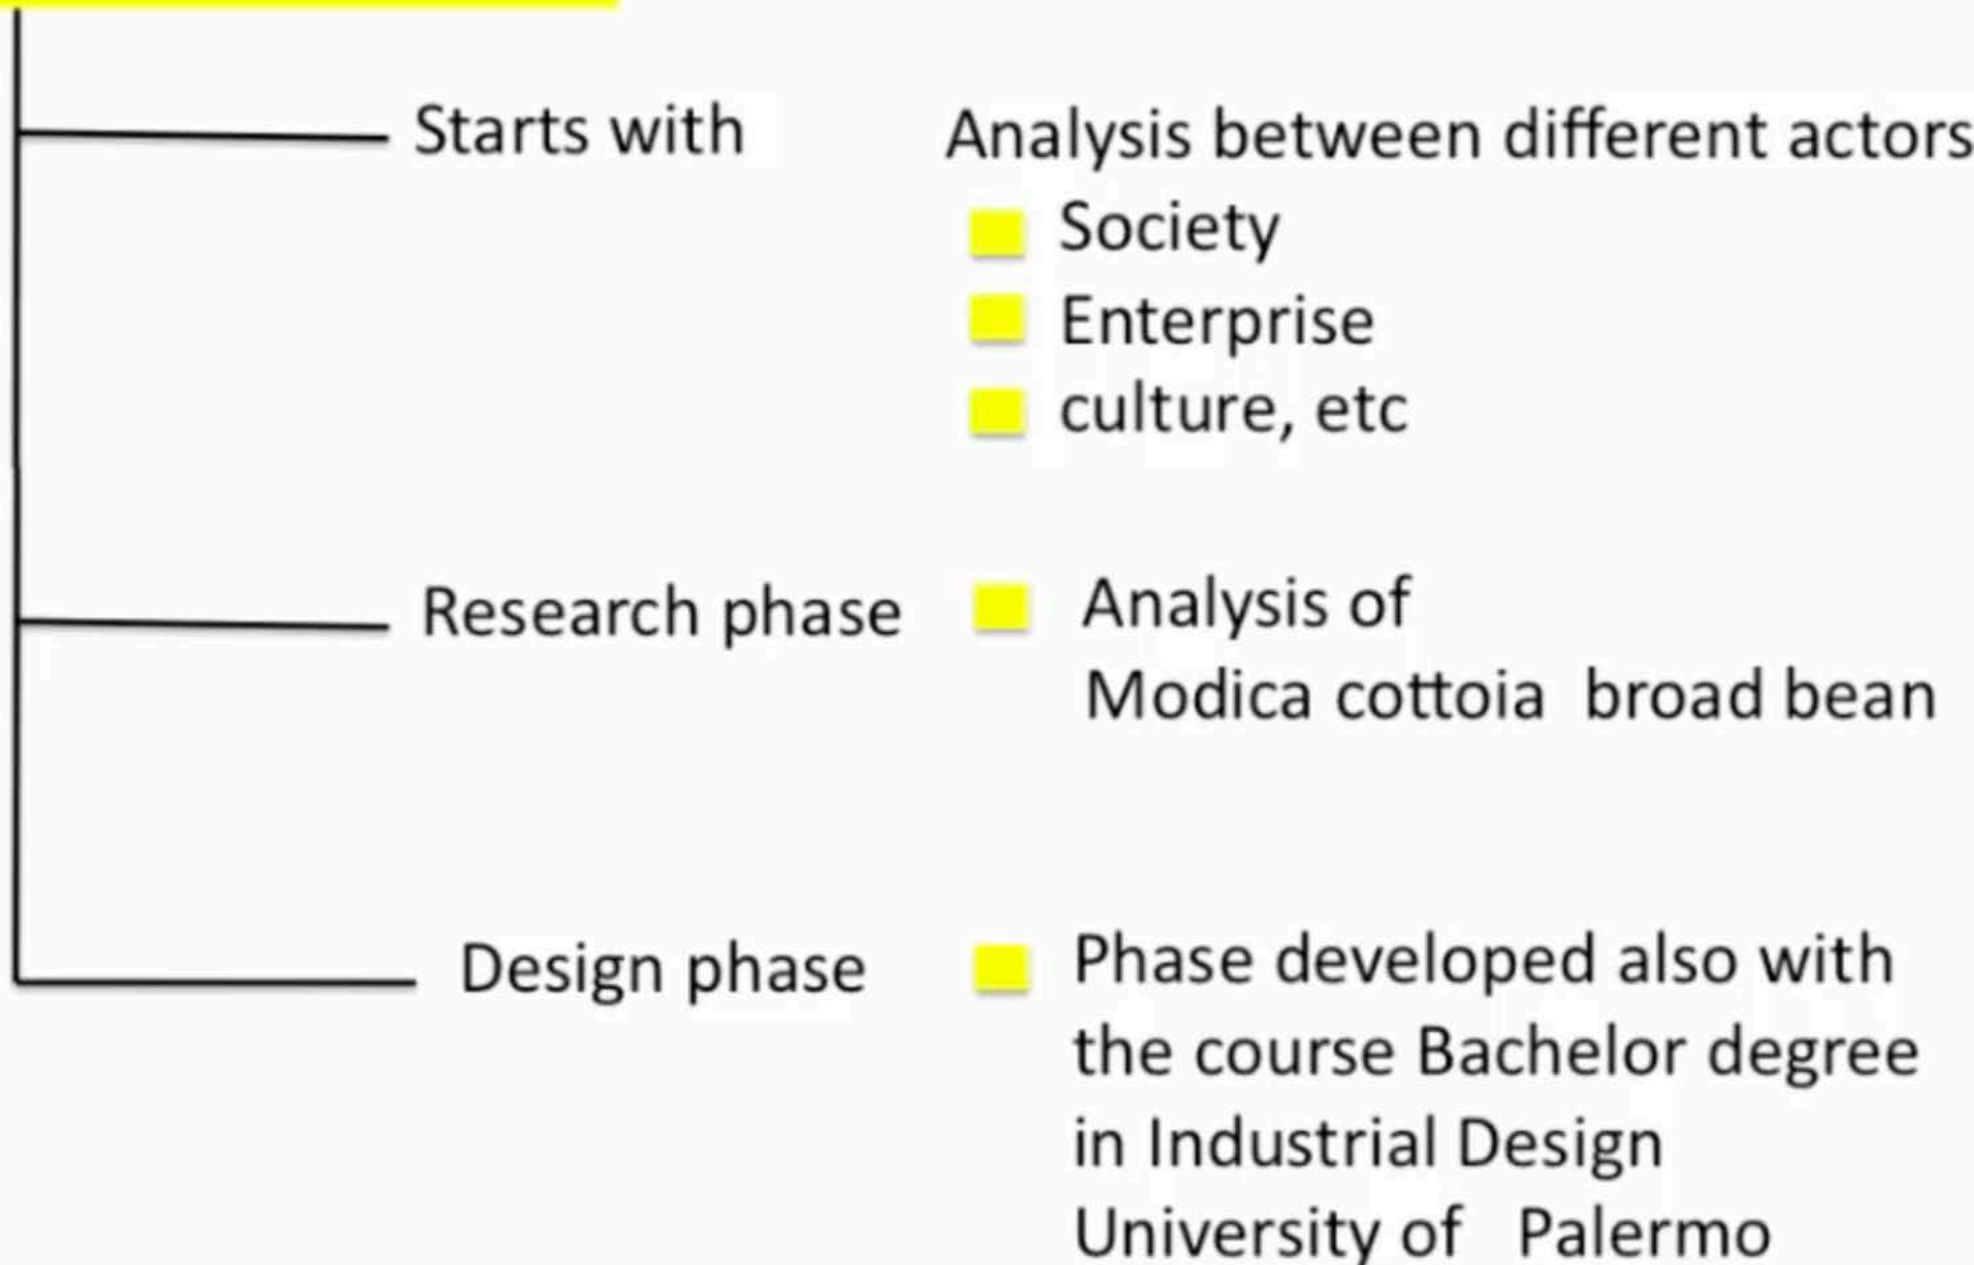 Starts with Analysis between different actors
Society
Enterprise
culture, etc
Research phase Analysis of
Modica cottoia broad bean
Design phase Phase developed also with
the course Bachelor degree
in Industrial Design
University of Palermo